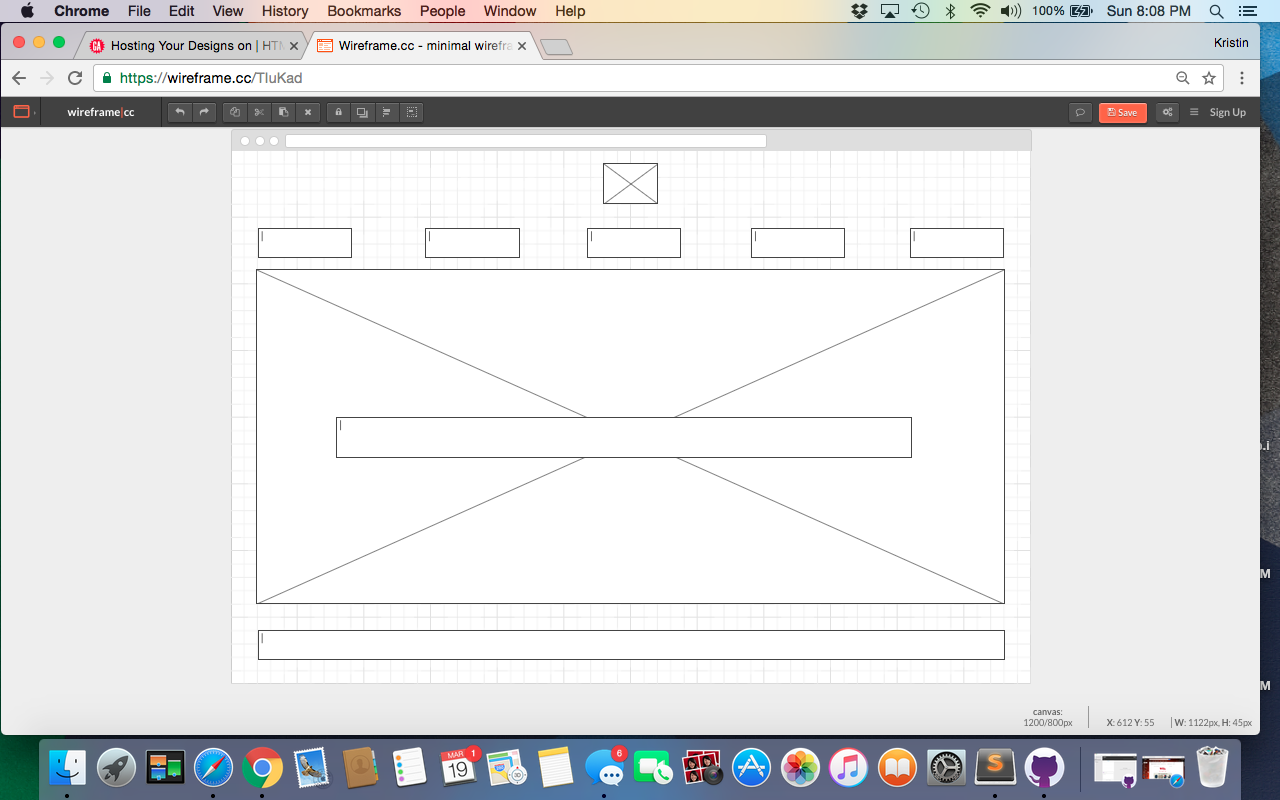 Chrome File Edit View History Bookmarks People Window Help 100% Sun 8:08 PM
Hosting Your Designs on | HTM Wireframe.cc - minimal wirefra Kristin
https://wireframe.cc/TluKad
wireframe|cc Save Sign Up
.i
M
M
canvas:
1200/800px X: 612 Y: 55 W: 1122px, H: 45px
MAR 1 6
19
S